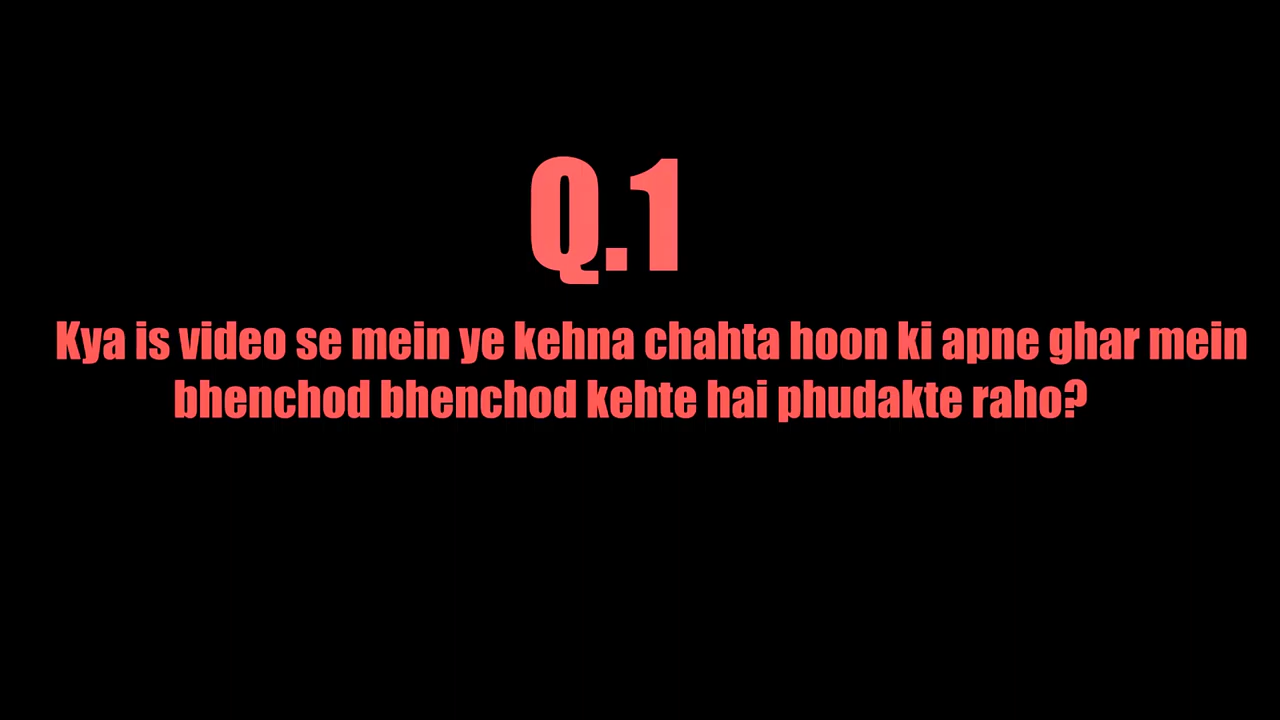 Q.1
Kya is video se mein ye kehna chahta hoon ki apne ghar mein
bhenchod bhenchod kehte hai phudakte raho?